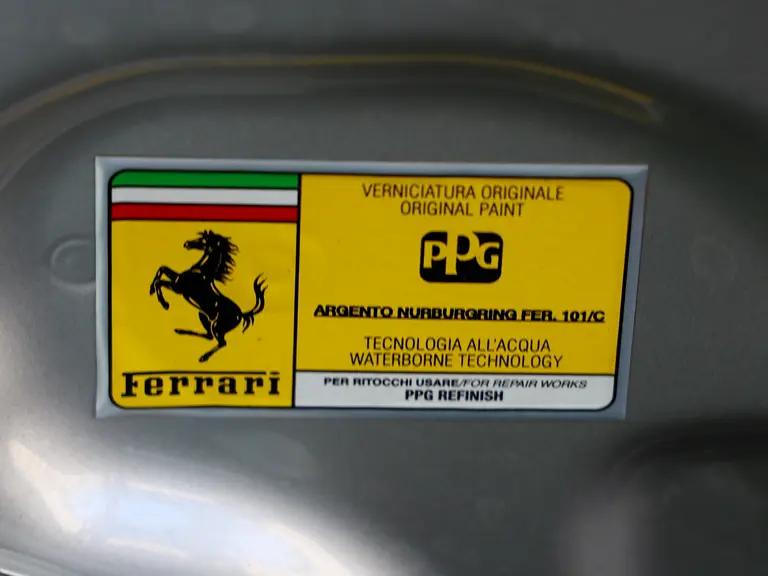 Ferrari
VERNICIATURA ORIGINALE
ORIGINAL PAINT
PPG
ARGENTO NURBURGRING FER. 101/C
TECNOLOGIA ALL'ACQUA
WATERBORNE TECHNOLOGY
PER RITOCCHI USARE/FOR REPAIR WORKS
PPG REFINISH